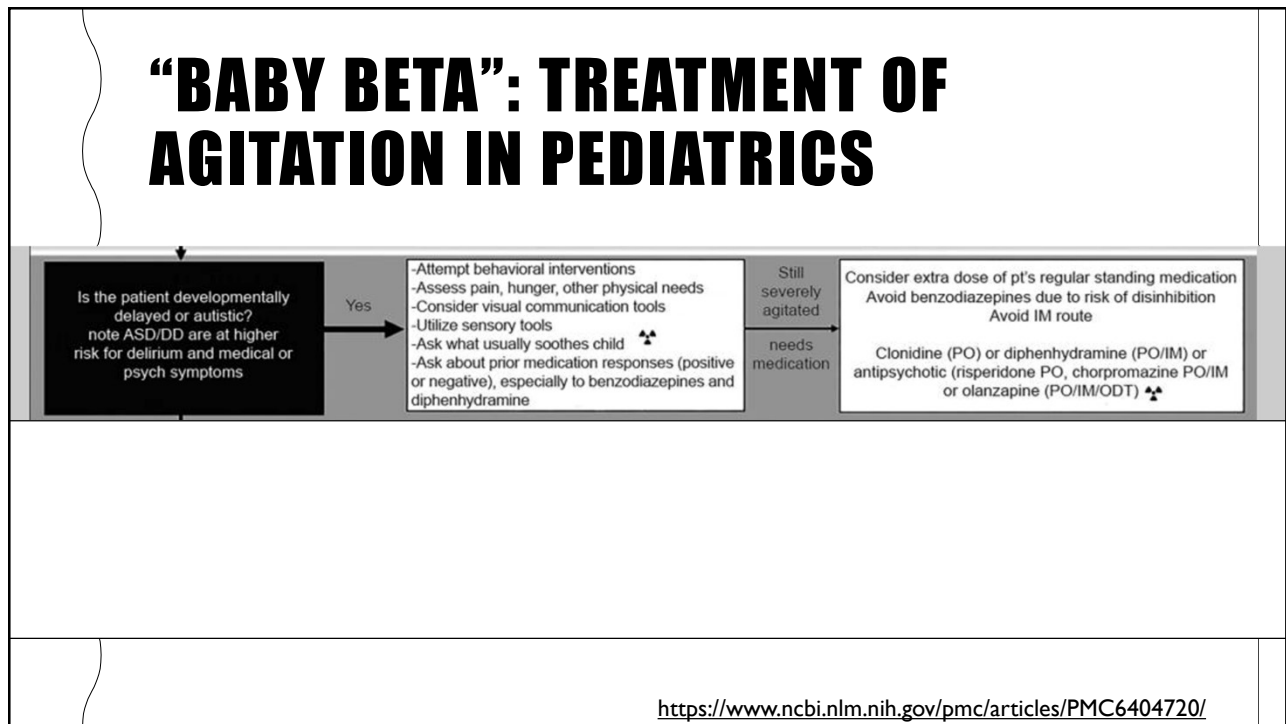 “BABY BETA”: TREATMENT OF
AGITATION IN PEDIATRICS
Is the patient developmentally
delayed or autistic?
note ASD/DD are at higher
risk for delirium and medical or
psych symptoms
Yes
-Attempt behavioral interventions
-Assess pain, hunger, other physical needs
-Consider visual communication tools
-Utilize sensory tools
-Ask what usually soothes child
-Ask about prior medication responses (positive
or negative), especially to benzodiazepines and
diphenhydramine
Still
severely
agitated
needs
medication
Consider extra dose of pt's regular standing medication
Avoid benzodiazepines due to risk of disinhibition
Avoid IM route
Clonidine (PO) or diphenhydramine (PO/IM) or
antipsychotic (risperidone PO, chorpromazine PO/IM
or olanzapine (PO/IM/ODT)
https://www.ncbi.nlm.nih.gov/pmc/articles/PMC6404720/